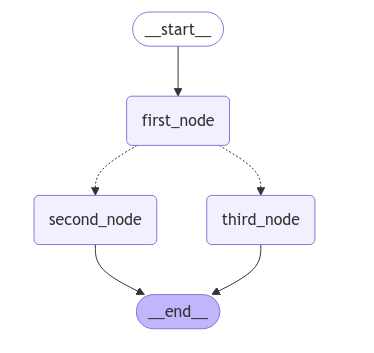 __start__
first_node
second_node
third_node
__end__